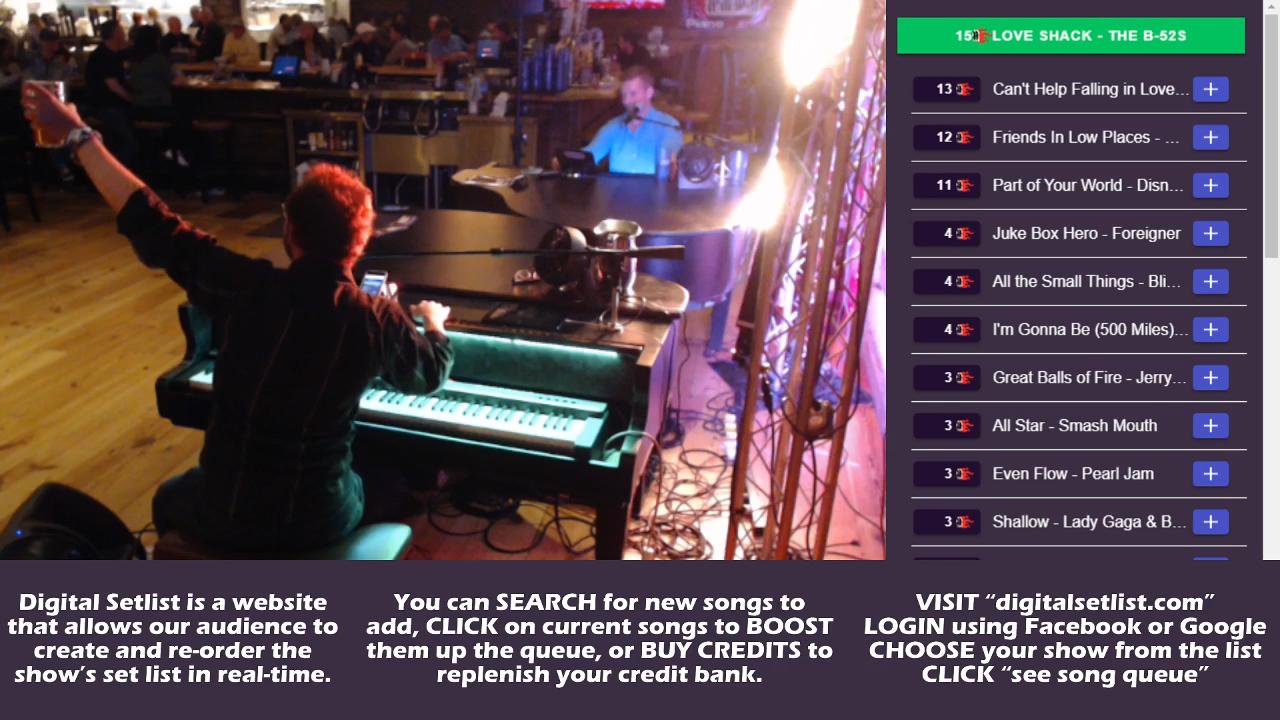 15 LOVE SHACK - THE B-52S
13 Can't Help Falling in Love...
12 Friends In Low Places - ...
11 Part of Your World - Disn...
4 Juke Box Hero - Foreigner
4 All the Small Things - Bli...
4 I'm Gonna Be (500 Miles)...
3 Great Balls of Fire - Jerry...
3 All Star - Smash Mouth
3 Even Flow - Pearl Jam
3 Shallow - Lady Gaga & B...
Digital Setlist is a website
that allows our audience to
create and re-order the
show's set list in real-time.
You can SEARCH for new songs to
add, CLICK on current songs to BOOST
them up the queue, or BUY CREDITS to
replenish your credit bank.
VISIT “digitalsetlist.com”
LOGIN using Facebook or Google
CHOOSE your show from the list
CLICK “see song queue”